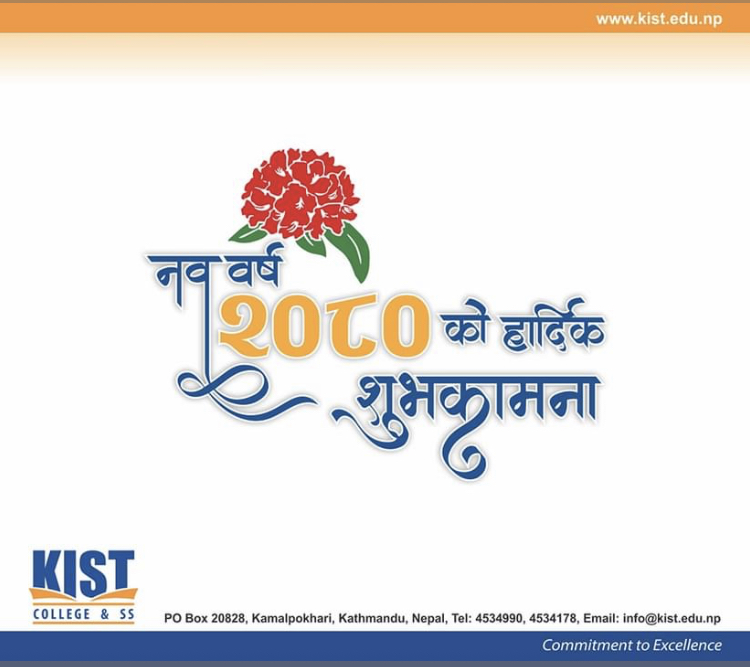 www.kist.edu.np
नव वर्ष
२०८० को हार्दिक
शुभकामना
KIST
COLLEGE & SS
PO Box 20828, Kamalpokhari, Kathmandu, Nepal, Tel: 4534990, 4534178, Email: info@kist.edu.np
Commitment to Excellence